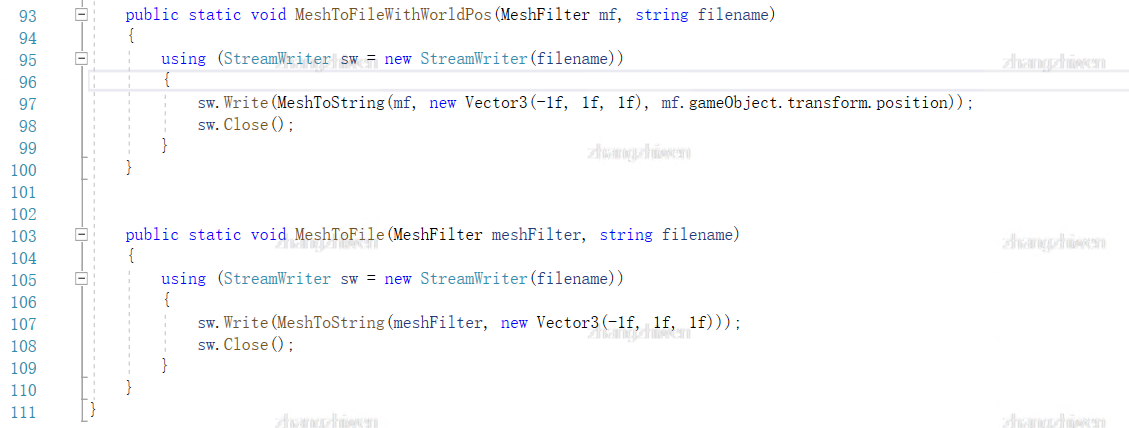 93 public static void MeshToFileWithWorldPos(MeshFilter mf, string filename)
94 {
95 using (StreamWriter sw = new StreamWriter(filename))
96 {
97 sw.Write(MeshToString(mf, new Vector3(-1f, 1f, 1f), mf.gameObject.transform.position));
98 sw.Close();
99 }
100 }
101
102
103 public static void MeshToFile(MeshFilter meshFilter, string filename)
104 {
105 using (StreamWriter sw = new StreamWriter(filename))
106 {
107 sw.Write(MeshToString(meshFilter, new Vector3(-1f, 1f, 1f)));
108 sw.Close();
109 }
110 }
111 }